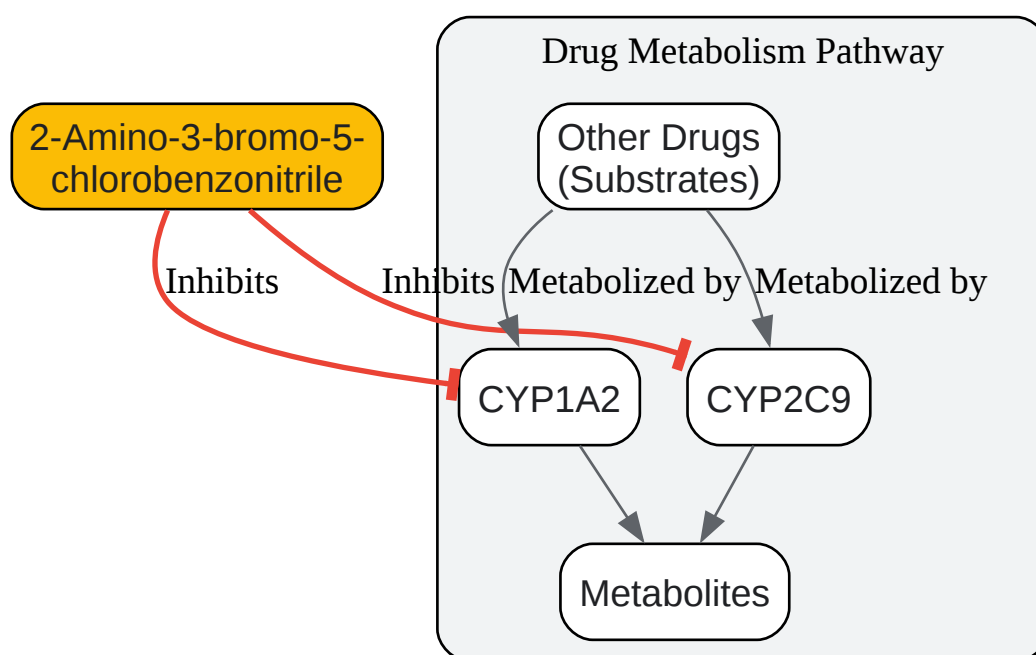 Drug Metabolism Pathway
2-Amino-3-bromo-5-
chlorobenzonitrile
Other Drugs
(Substrates)
Inhibits
Inhibits
Metabolized by
Metabolized by
CYP1A2
CYP2C9
Metabolites